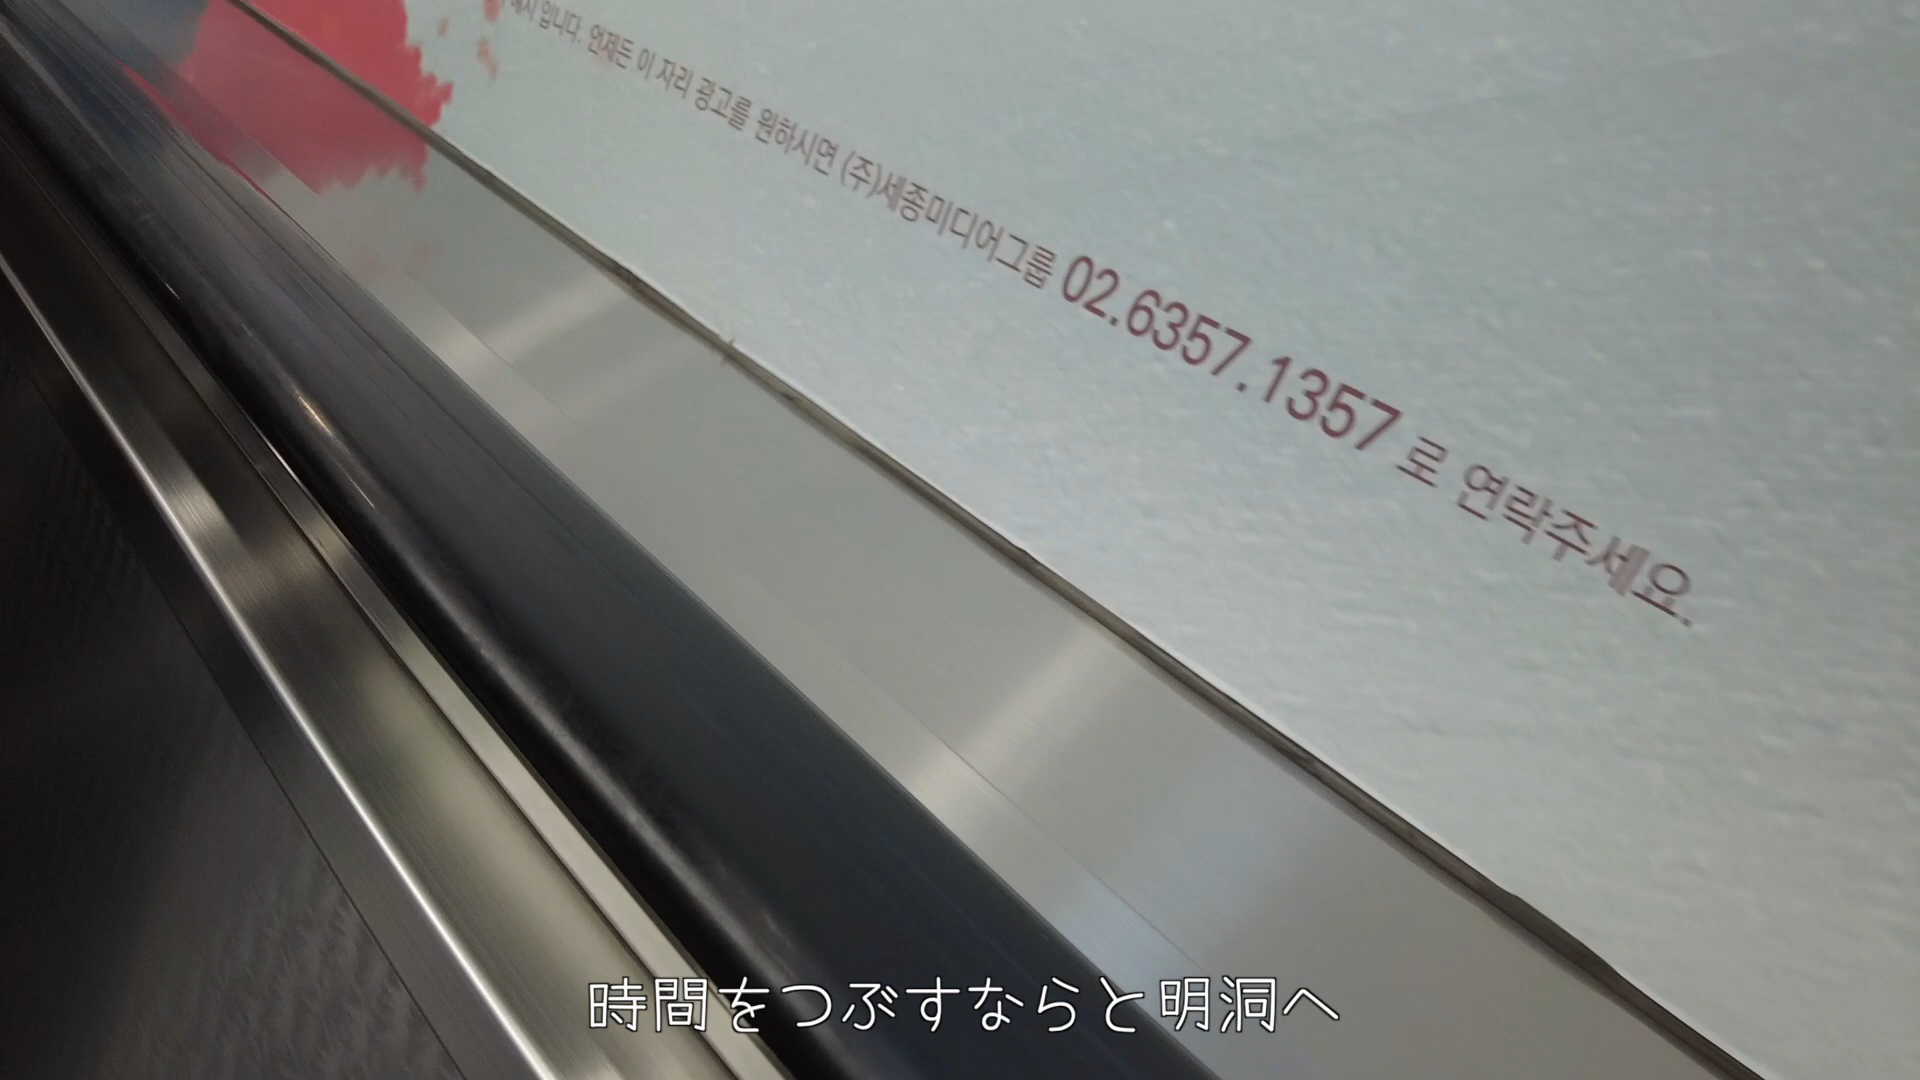 입니다. 언제든 이 자리 광고를 원하시면 (주)세종미디어그룹 02.6357.1357 로 연락주세요.
時間をつぶすならと明洞へ